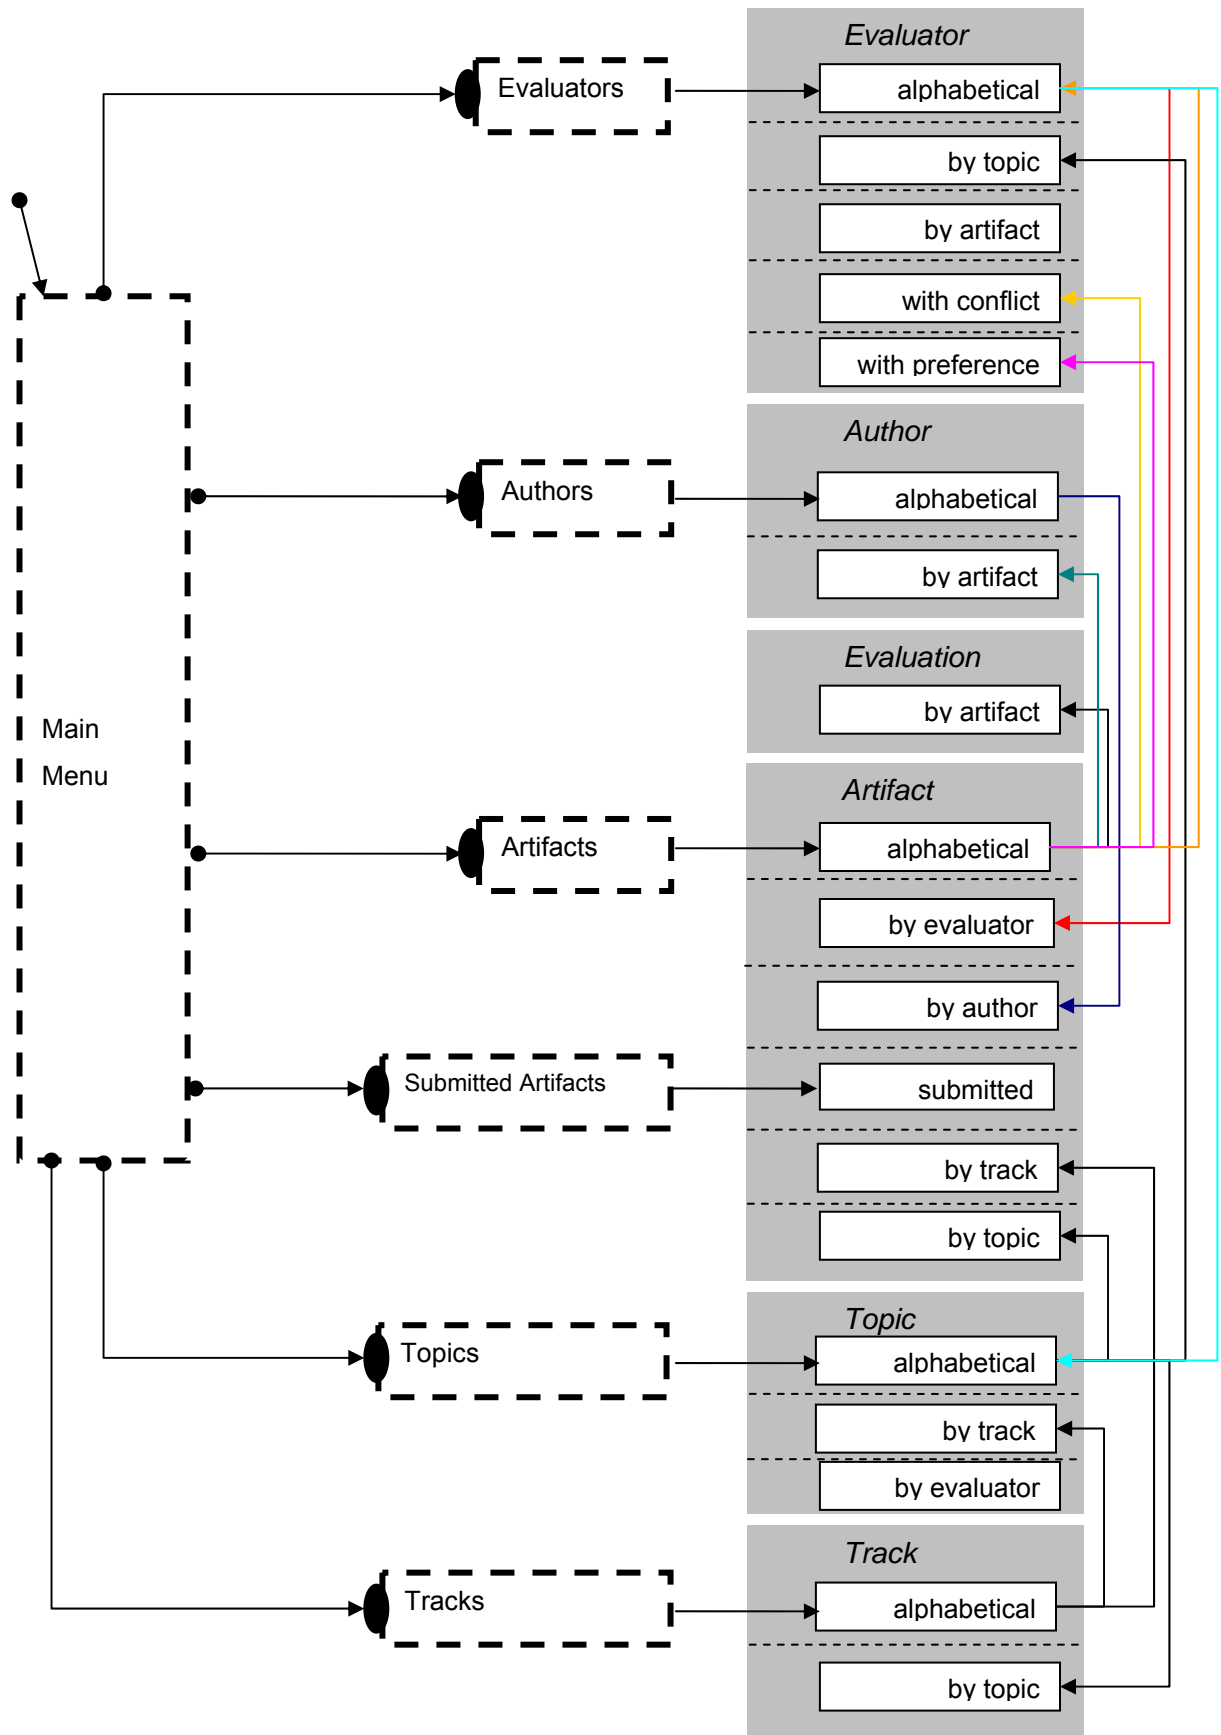 Evaluator
Evaluators
alphabetical
by topic
by artifact
with conflict
with preference
Author
Authors
alphabetical
by artifact
Evaluation
by artifact
Main
Menu
Artifact
Artifacts
alphabetical
by evaluator
by author
Submitted Artifacts
submitted
by track
by topic
Topic
Topics
alphabetical
by track
by evaluator
Track
Tracks
alphabetical
by topic